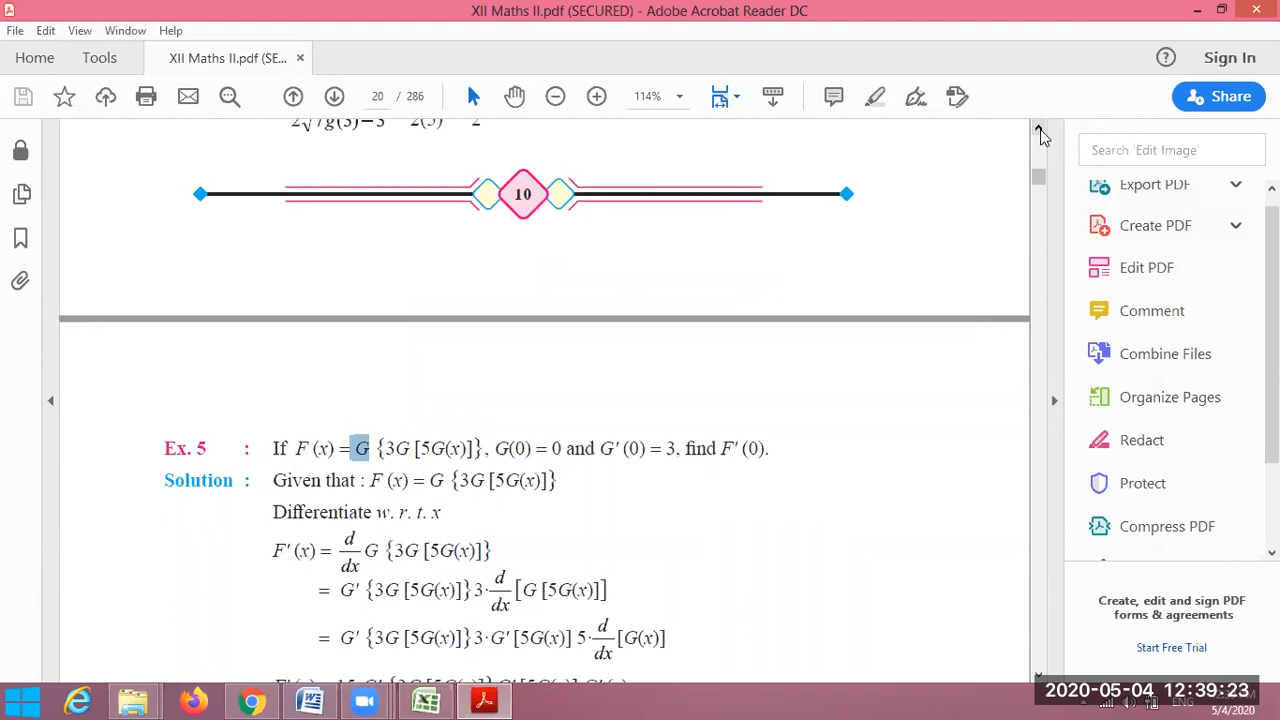 XII Maths II.pdf (SECURED) - Adobe Acrobat Reader DC
File Edit View Window Help
Home Tools XII Maths II.pdf (SE... × Sign In
20 / 286 114% Share
2√7g(3)−3 2(5) 2
Search 'Edit Image'
10
Export PDF
Create PDF
Edit PDF
Comment
Combine Files
Organize Pages
Redact
Protect
Compress PDF
Ex. 5 : If F (x) = G {3G [5G(x)]}, G(0) = 0 and G′ (0) = 3, find F′ (0).
Solution : Given that : F (x) = G {3G [5G(x)]}
Differentiate w. r. t. x
F′ (x) = d/dx G {3G [5G(x)]}
= G′ {3G [5G(x)]} 3· d/dx [G [5G(x)]]
= G′ {3G [5G(x)]} 3·G′ [5G(x)] 5· d/dx [G(x)]
Create, edit and sign PDF
forms & agreements
Start Free Trial
2020-05-04 12:39:23
ENG
5/4/2020